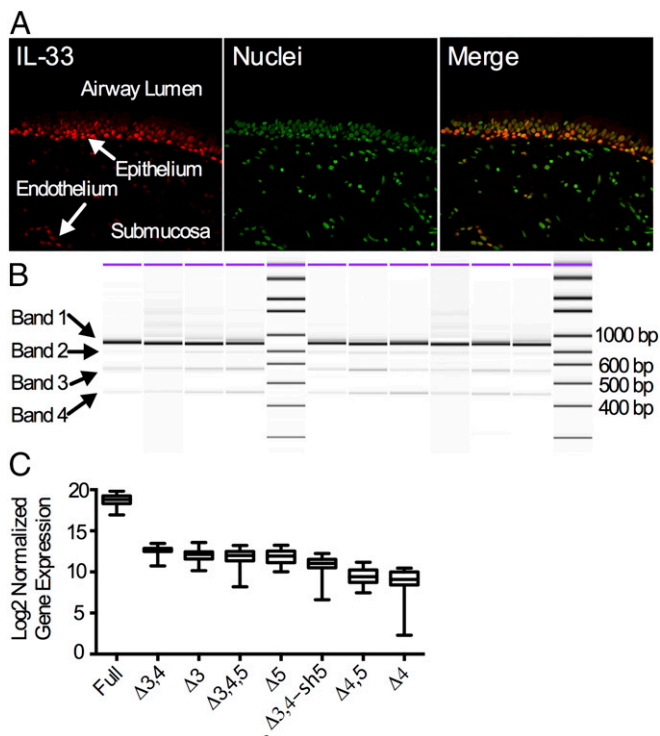 A
IL-33
Nuclei
Merge
Airway Lumen
Epithelium
Endothelium
Submucosa
B
Band 1
Band 2
Band 3
Band 4
1000 bp
600 bp
500 bp
400 bp
C
Log2 Normalized
Gene Expression
20
15
10
5
0
Full
Δ3,4
Δ3
Δ3,4,5
Δ5
Δ3,4-sh5
Δ4,5
Δ4